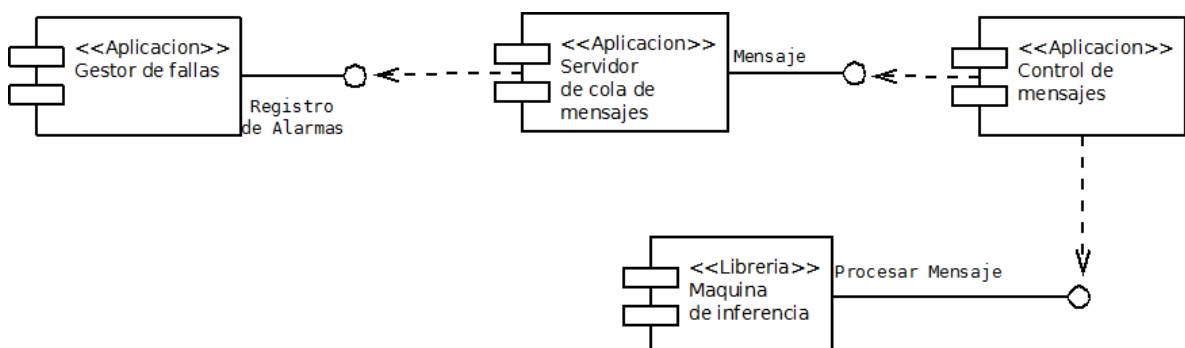 <<Aplicacion>>
Gestor de fallas
Registro
de Alarmas
<<Aplicacion>>
Servidor
de cola de
mensajes
Mensaje
<<Aplicacion>>
Control de
mensajes
<<Libreria>>
Maquina
de inferencia
Procesar Mensaje